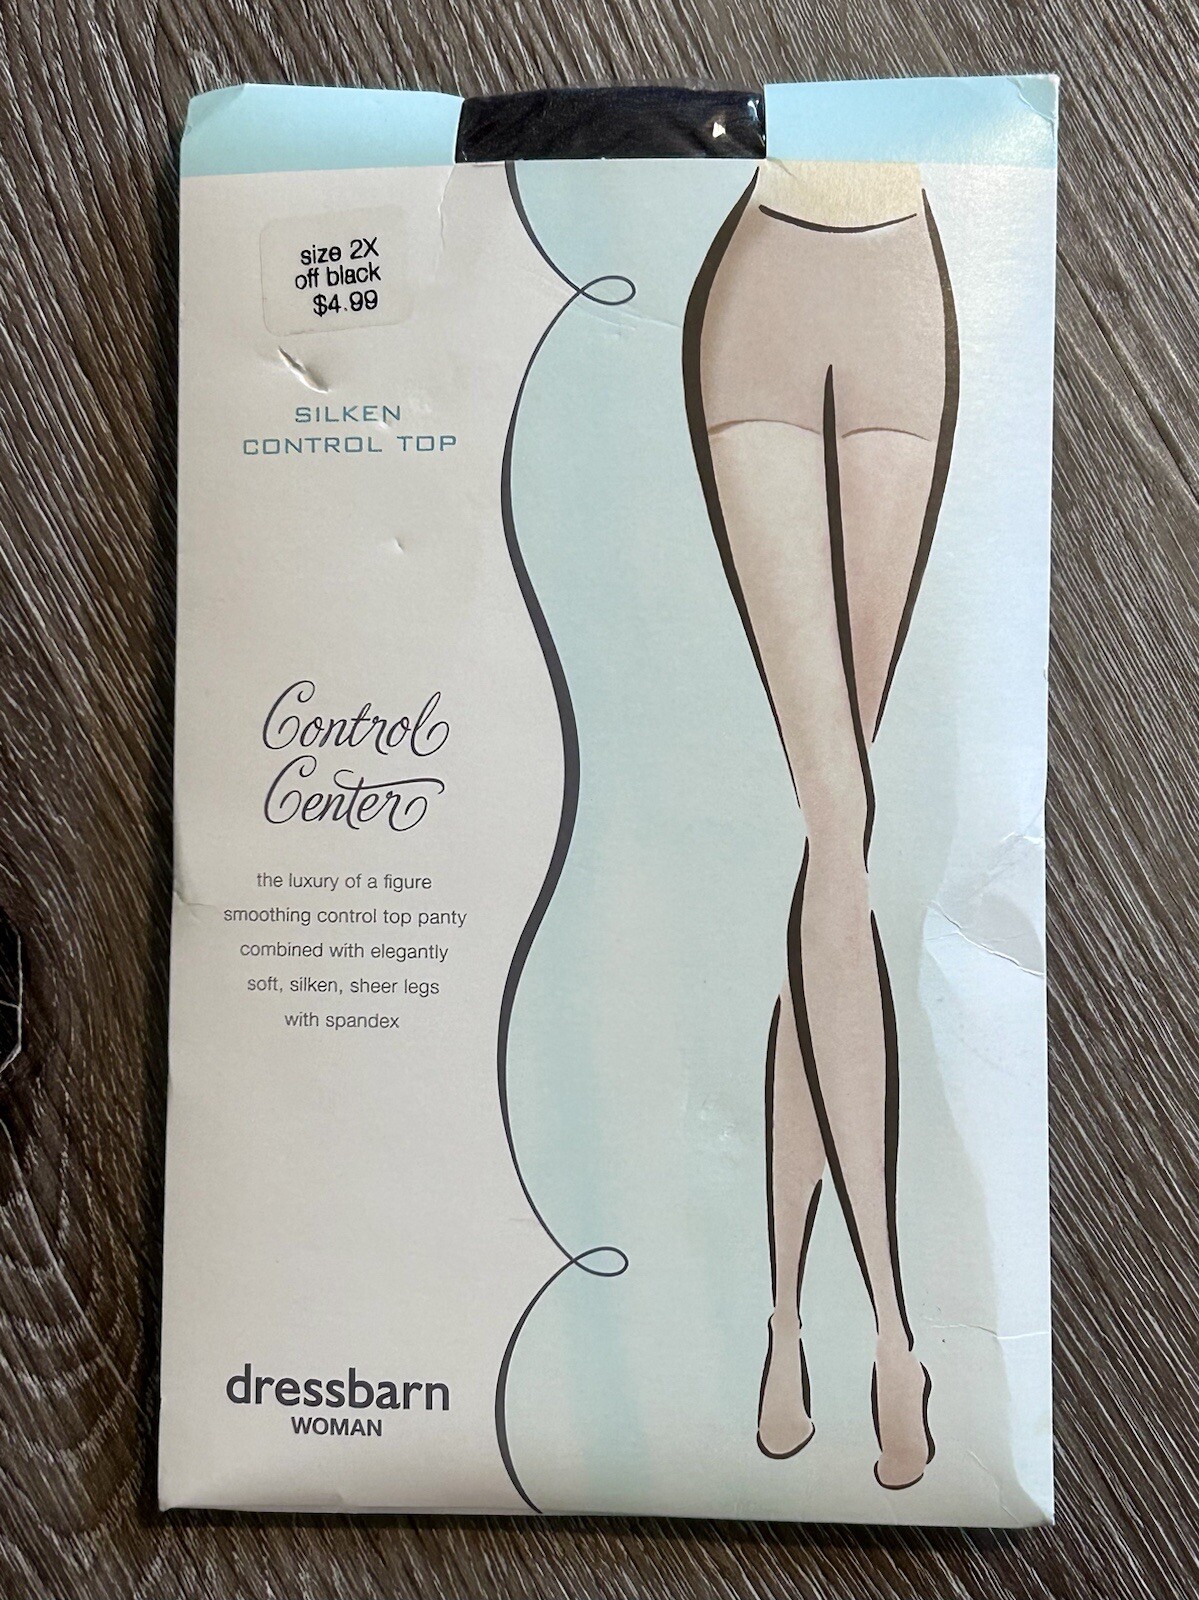 size 2X
off black
$4.99
SILKEN
CONTROL TOP
Control
Center
the luxury of a figure
smoothing control top panty
combined with elegantly
soft, silken, sheer legs
with spandex
dressbarn
WOMAN